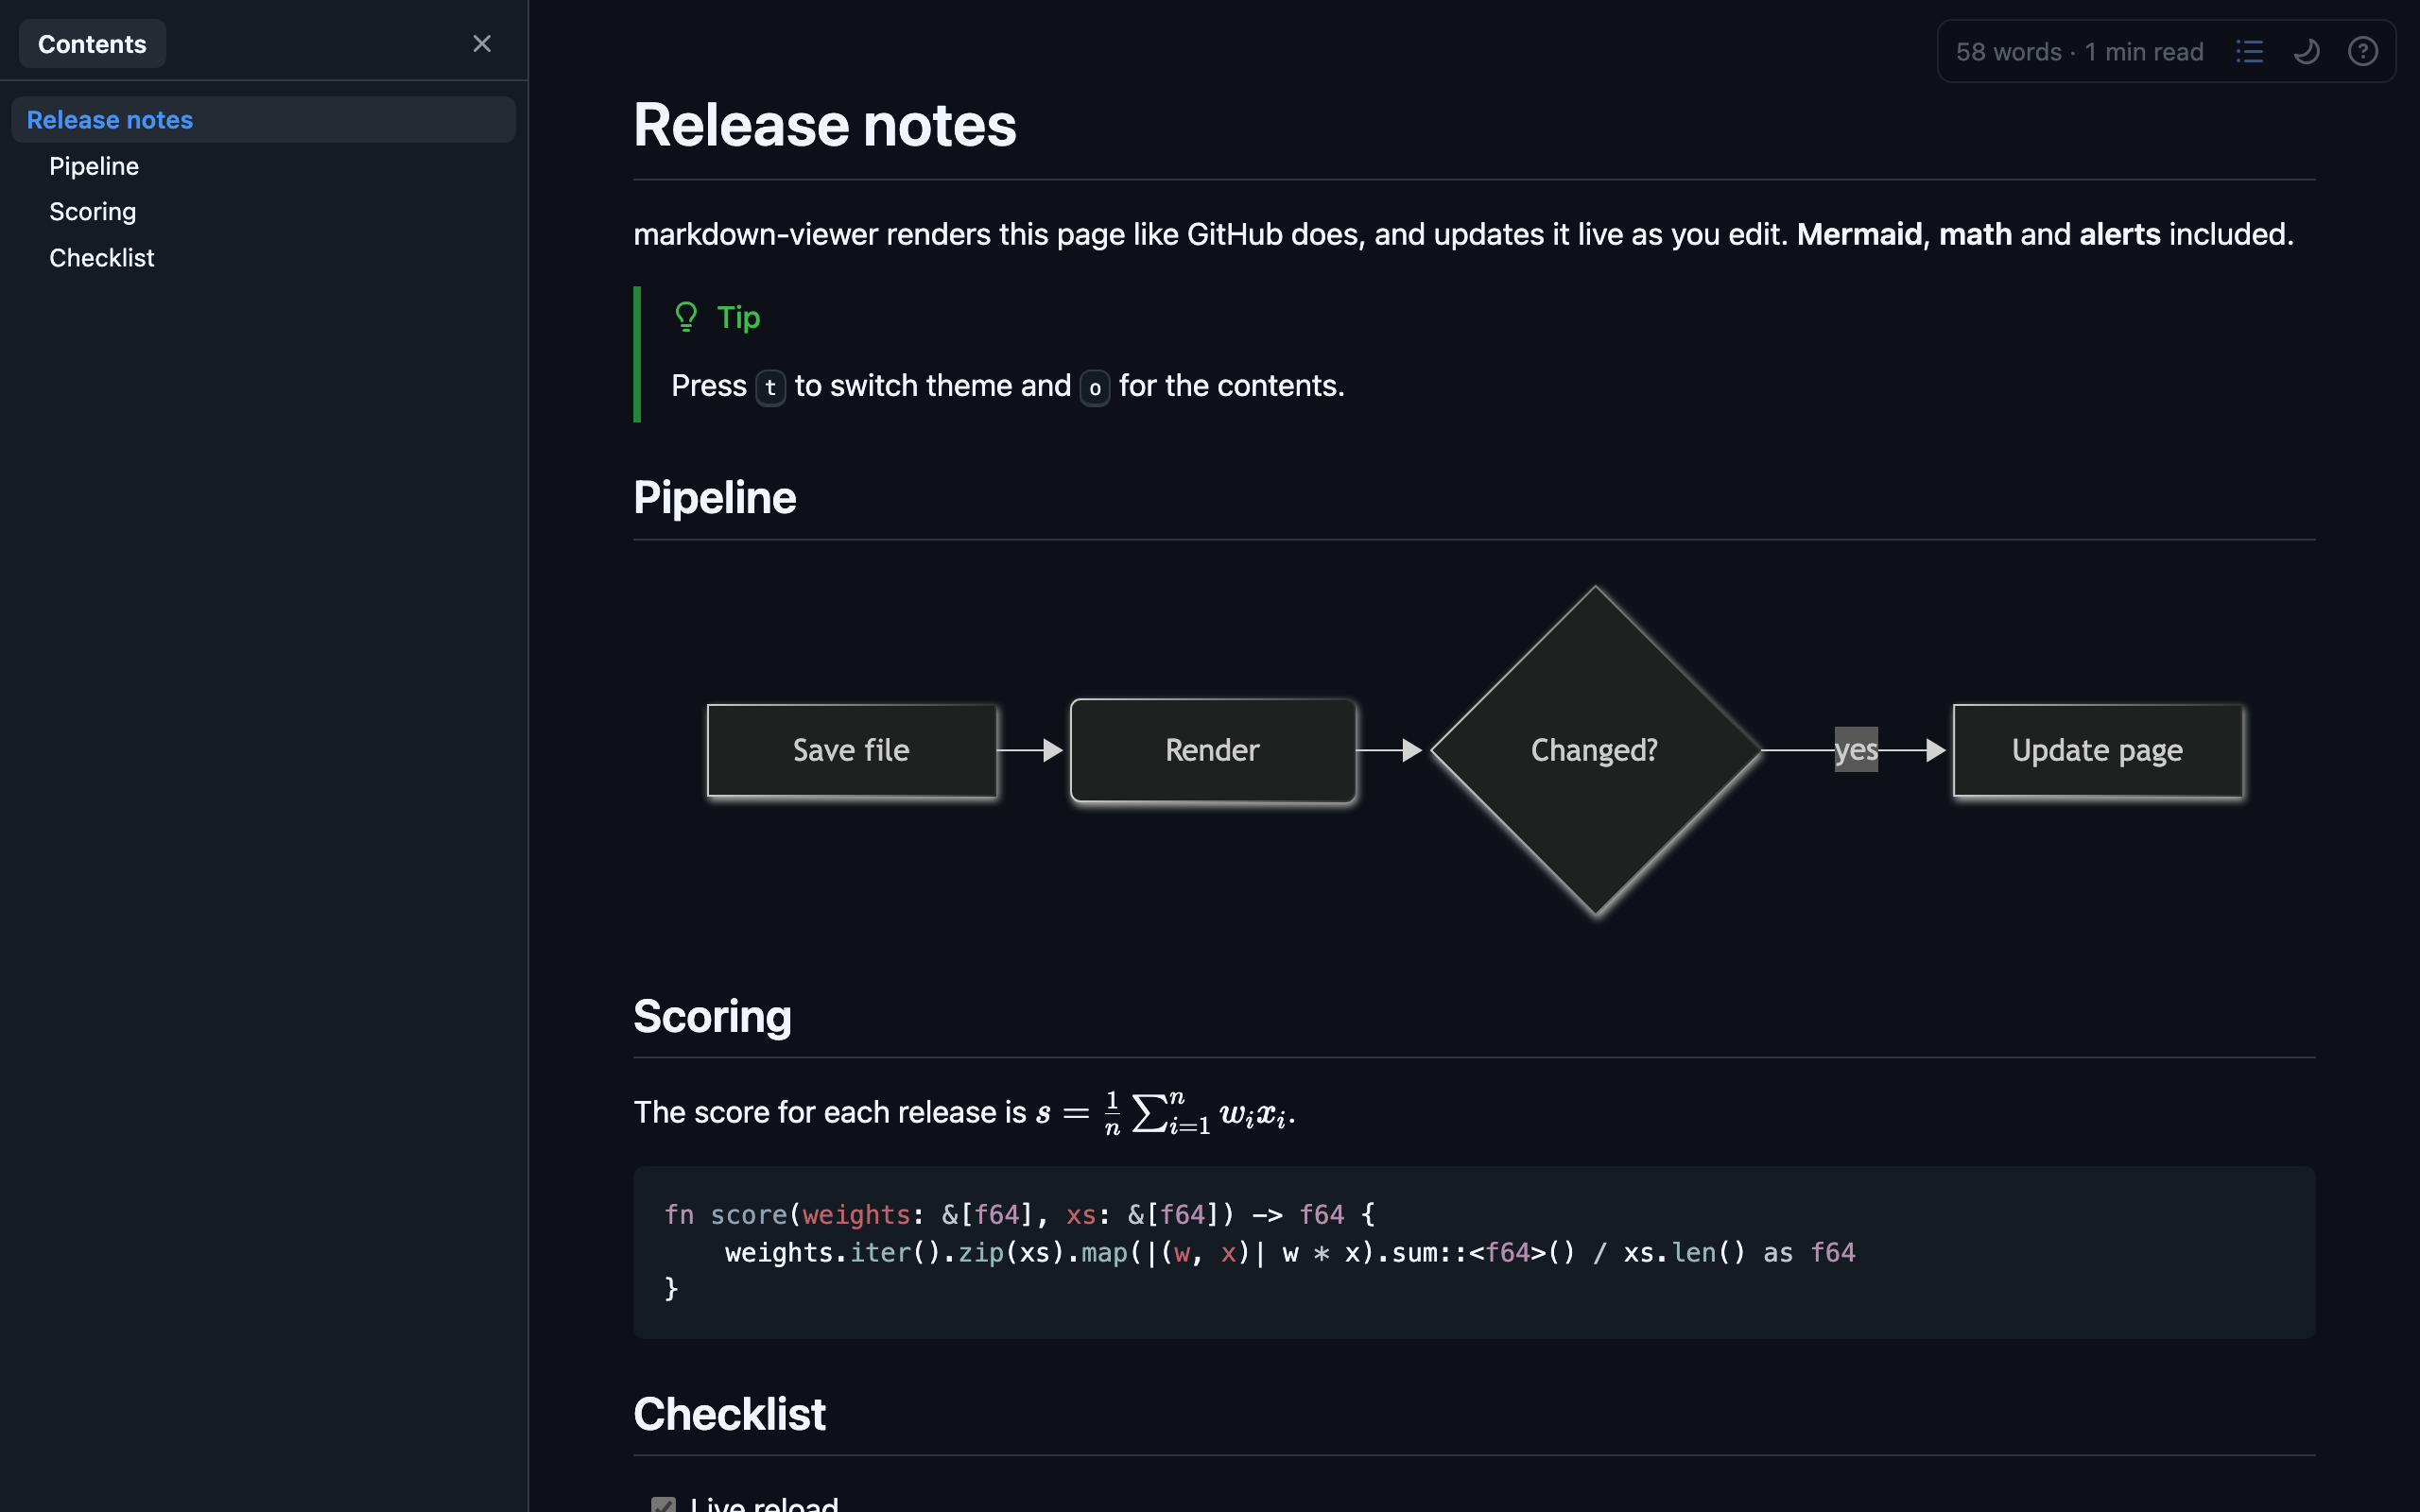 Contents
Release notes
Pipeline
Scoring
Checklist
58 words · 1 min read
Release notes
markdown-viewer renders this page like GitHub does, and updates it live as you edit. Mermaid, math and alerts included.
Tip
Press t to switch theme and o for the contents.
Pipeline
Save file
Render
Changed?
yes
Update page
Scoring
The score for each release is s = 1/n ∑_{i=1}^{n} w_i x_i.
fn score(weights: &[f64], xs: &[f64]) -> f64 {
    weights.iter().zip(xs).map(|(w, x)| w * x).sum::<f64>() / xs.len() as f64
}
Checklist
Live reload